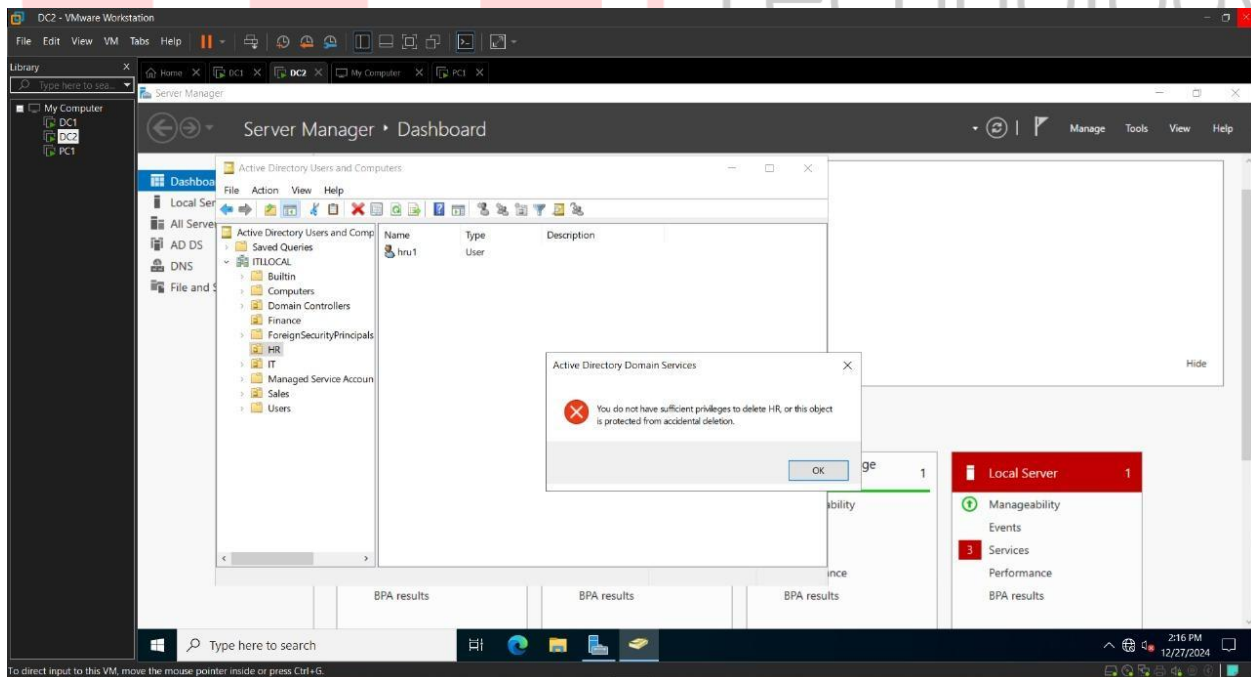 DC2 - VMware Workstation
File Edit View VM Tabs Help
Library X
Home X DC1 X DC2 X My Computer X PC1 X
Type here to sea...
Server Manager
My Computer
DC1
DC2
PC1
Server Manager • Dashboard
Manage Tools View Help
Active Directory Users and Computers
File Action View Help
Dashboa
Local Ser
All Server
AD DS
DNS
File and S
Active Directory Users and Comp
Saved Queries
Builtin
Computers
Domain Controllers
Finance
ForeignSecurityPrincipals
HR
IT
Managed Service Accoun
Sales
Users
Name Type Description
hru1 User
Active Directory Domain Services
You do not have sufficient privileges to delete HR, or this object
is protected from accidental deletion.
OK
Hide
ge 1
ability
nce
BPA results
BPA results
BPA results
Local Server 1
Manageability
Events
3 Services
Performance
BPA results
Type here to search
2:16 PM
12/27/2024
To direct input to this VM, move the mouse pointer inside or press Ctrl+G.